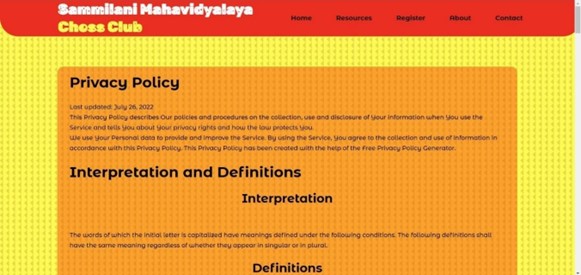 Sammilani Mahavidyalaya
Chess Club
Home Resources Register About Contact
Privacy Policy
Last updated: July 26, 2022
This Privacy Policy describes Our policies and procedures on the collection, use and disclosure of Your information when You use the
Service and tells You about Your privacy rights and how the law protects You.
We use Your Personal data to provide and improve the Service. By using the Service, You agree to the collection and use of information in
accordance with this Privacy Policy. This Privacy Policy has been created with the help of the Free Privacy Policy Generator.
Interpretation and Definitions
Interpretation
The words of which the initial letter is capitalized have meanings defined under the following conditions. The following definitions shall
have the same meaning regardless of whether they appear in singular or in plural.
Definitions